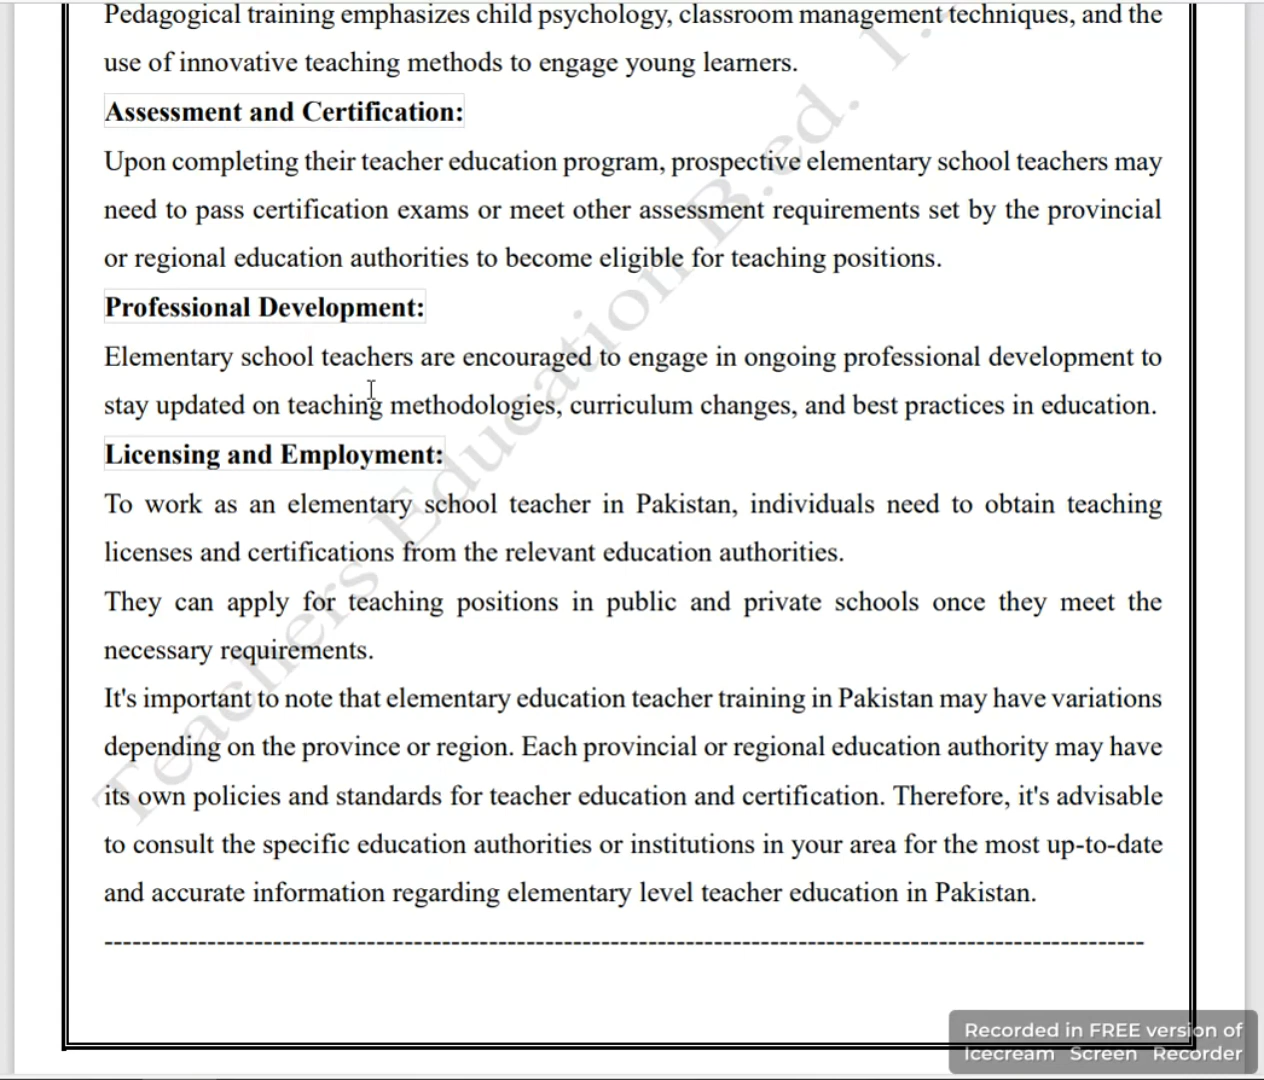 Pedagogical training emphasizes child psychology, classroom management techniques, and the
use of innovative teaching methods to engage young learners.
Assessment and Certification:
Upon completing their teacher education program, prospective elementary school teachers may
need to pass certification exams or meet other assessment requirements set by the provincial
or regional education authorities to become eligible for teaching positions.
Professional Development:
Elementary school teachers are encouraged to engage in ongoing professional development to
stay updated on teaching methodologies, curriculum changes, and best practices in education.
Licensing and Employment:
To work as an elementary school teacher in Pakistan, individuals need to obtain teaching
licenses and certifications from the relevant education authorities.
They can apply for teaching positions in public and private schools once they meet the
necessary requirements.
It's important to note that elementary education teacher training in Pakistan may have variations
depending on the province or region. Each provincial or regional education authority may have
its own policies and standards for teacher education and certification. Therefore, it's advisable
to consult the specific education authorities or institutions in your area for the most up-to-date
and accurate information regarding elementary level teacher education in Pakistan.
Teachers Education B.ed. 1.
Recorded in FREE version of
Icecream Screen Recorder